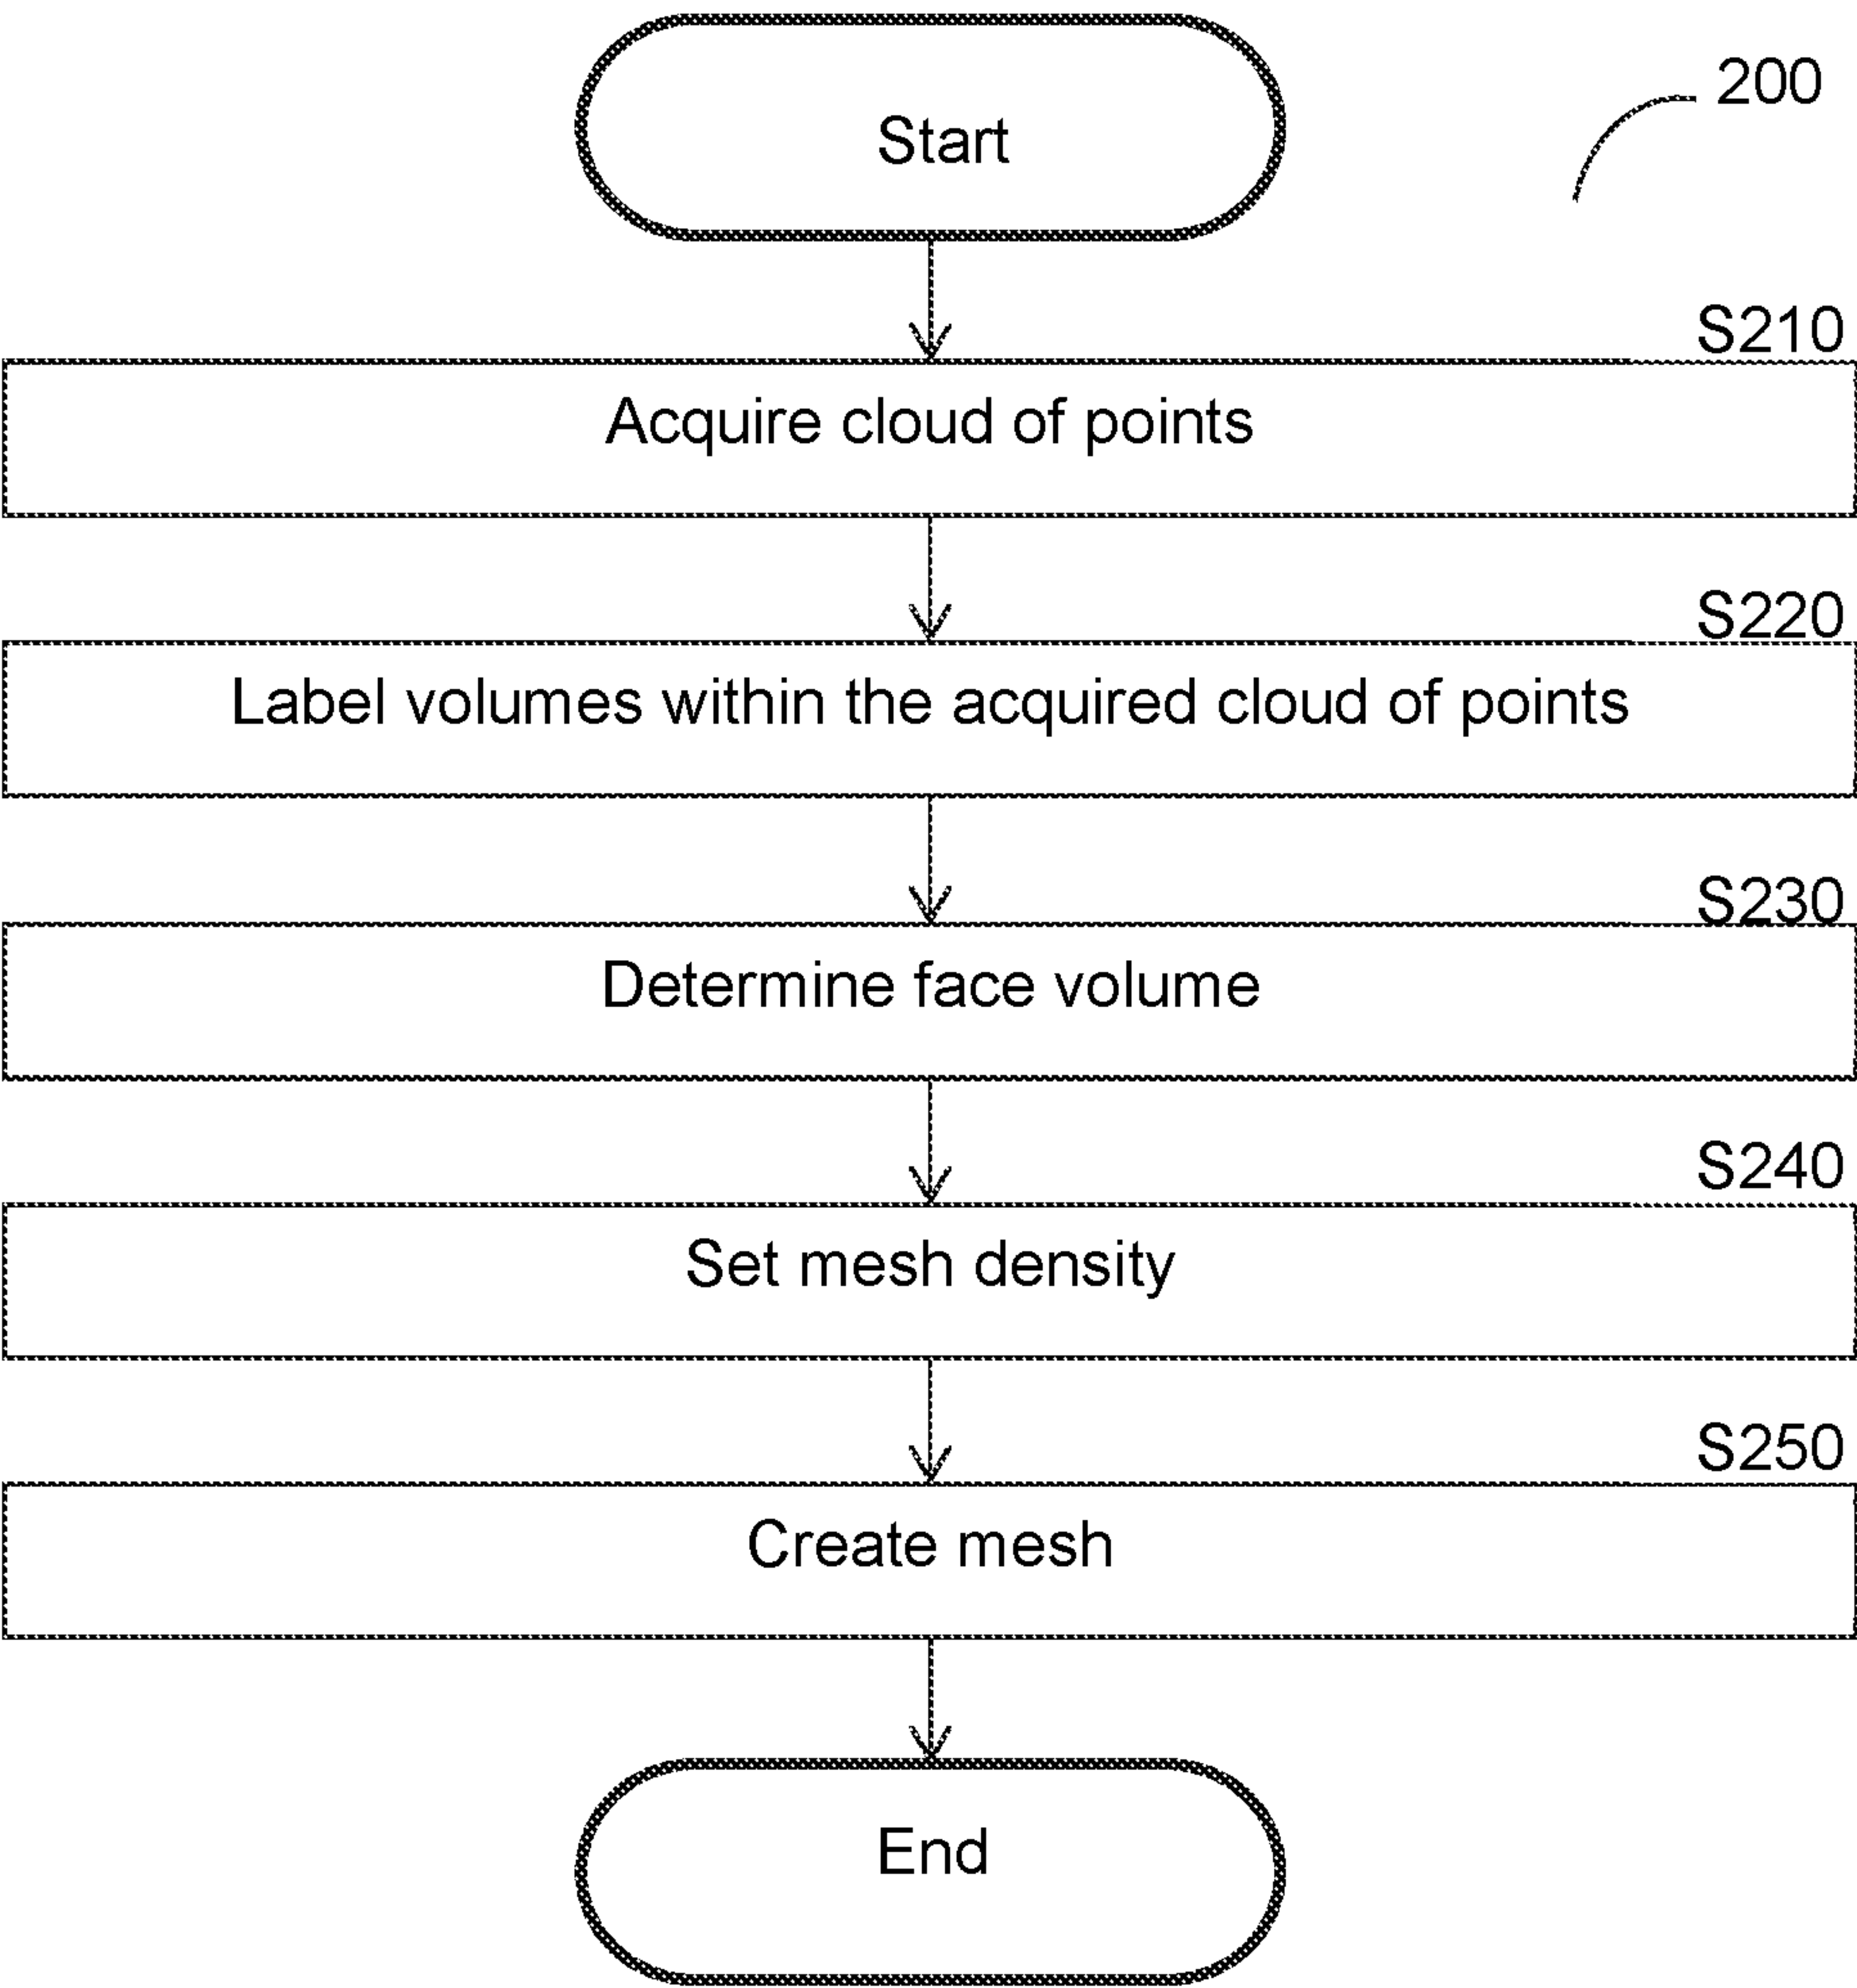 Start
200
S210
Acquire cloud of points
S220
Label volumes within the acquired cloud of points
S230
Determine face volume
S240
Set mesh density
S250
Create mesh
End